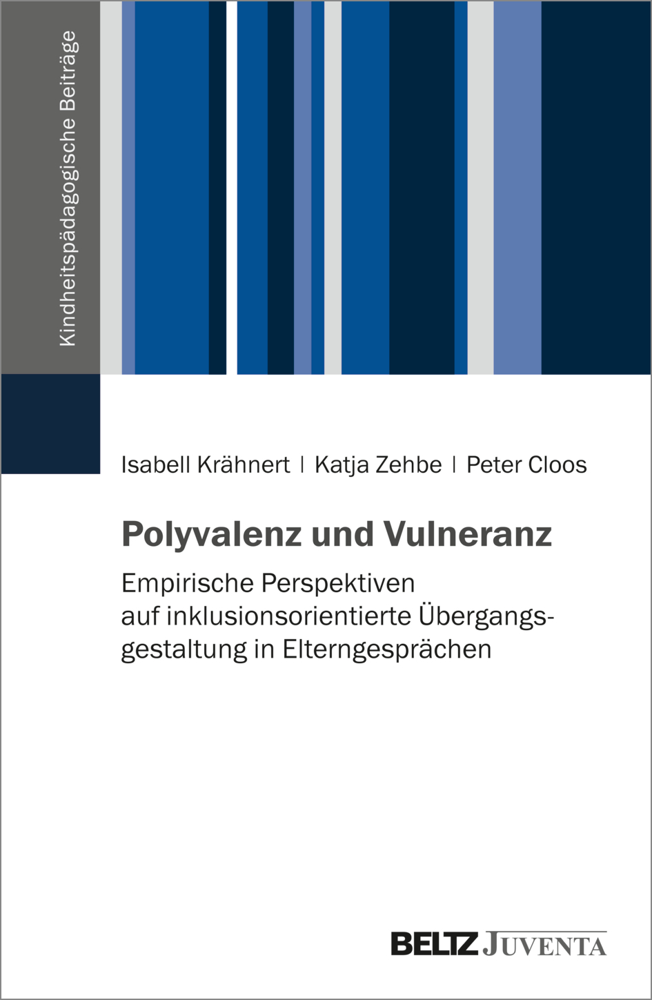 Kindheitspädagogische Beiträge
Isabell Krähnert | Katja Zehbe | Peter Cloos
Polyvalenz und Vulneranz
Empirische Perspektiven
auf inklusionsorientierte Übergangs-
gestaltung in Elterngesprächen
BELTZ JUVENTA